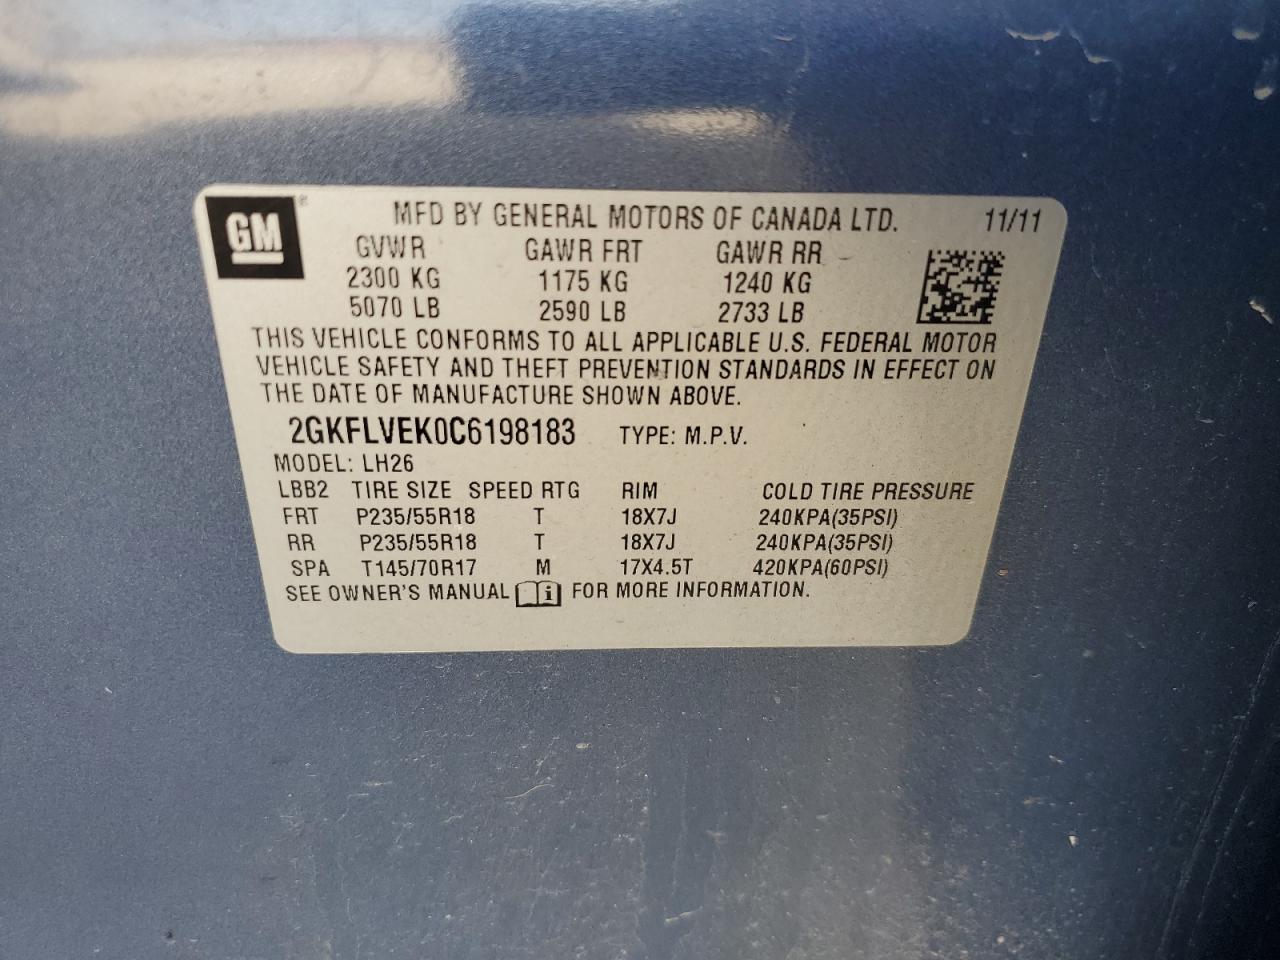 GM ® MFD BY GENERAL MOTORS OF CANADA LTD. 11/11
GVWR GAWR FRT GAWR RR
2300 KG 1175 KG 1240 KG
5070 LB 2590 LB 2733 LB
THIS VEHICLE CONFORMS TO ALL APPLICABLE U.S. FEDERAL MOTOR
VEHICLE SAFETY AND THEFT PREVENTION STANDARDS IN EFFECT ON
THE DATE OF MANUFACTURE SHOWN ABOVE.
2GKFLVEK0C6198183 TYPE: M.P.V.
MODEL: LH26
LBB2 TIRE SIZE SPEED RTG RIM COLD TIRE PRESSURE
FRT P235/55R18 T 18X7J 240KPA(35PSI)
RR P235/55R18 T 18X7J 240KPA(35PSI)
SPA T145/70R17 M 17X4.5T 420KPA(60PSI)
SEE OWNER'S MANUAL i FOR MORE INFORMATION.